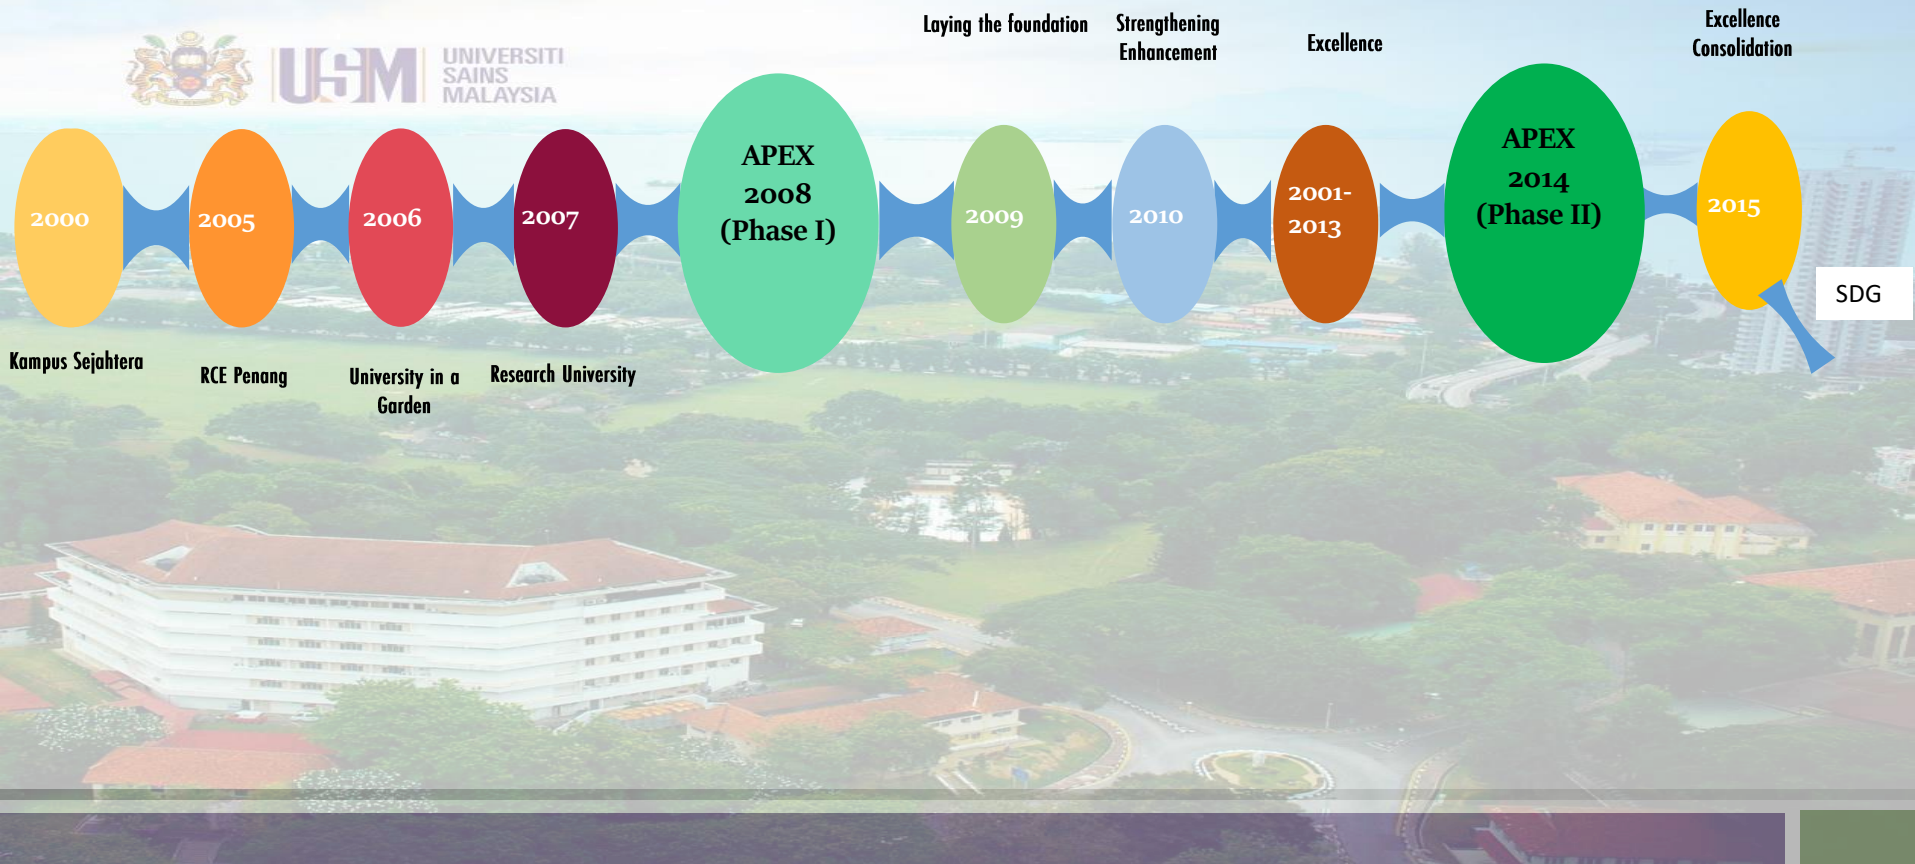 Laying the foundation
Strengthening
Enhancement
Excellence
Excellence
Consolidation
USM
UNIVERSITI
SAINS
MALAYSIA
2000
2005
2006
2007
APEX
2008
(Phase I)
2009
2010
2001-
2013
APEX
2014
(Phase II)
2015
SDG
Kampus Sejahtera
RCE Penang
University in a
Garden
Research University